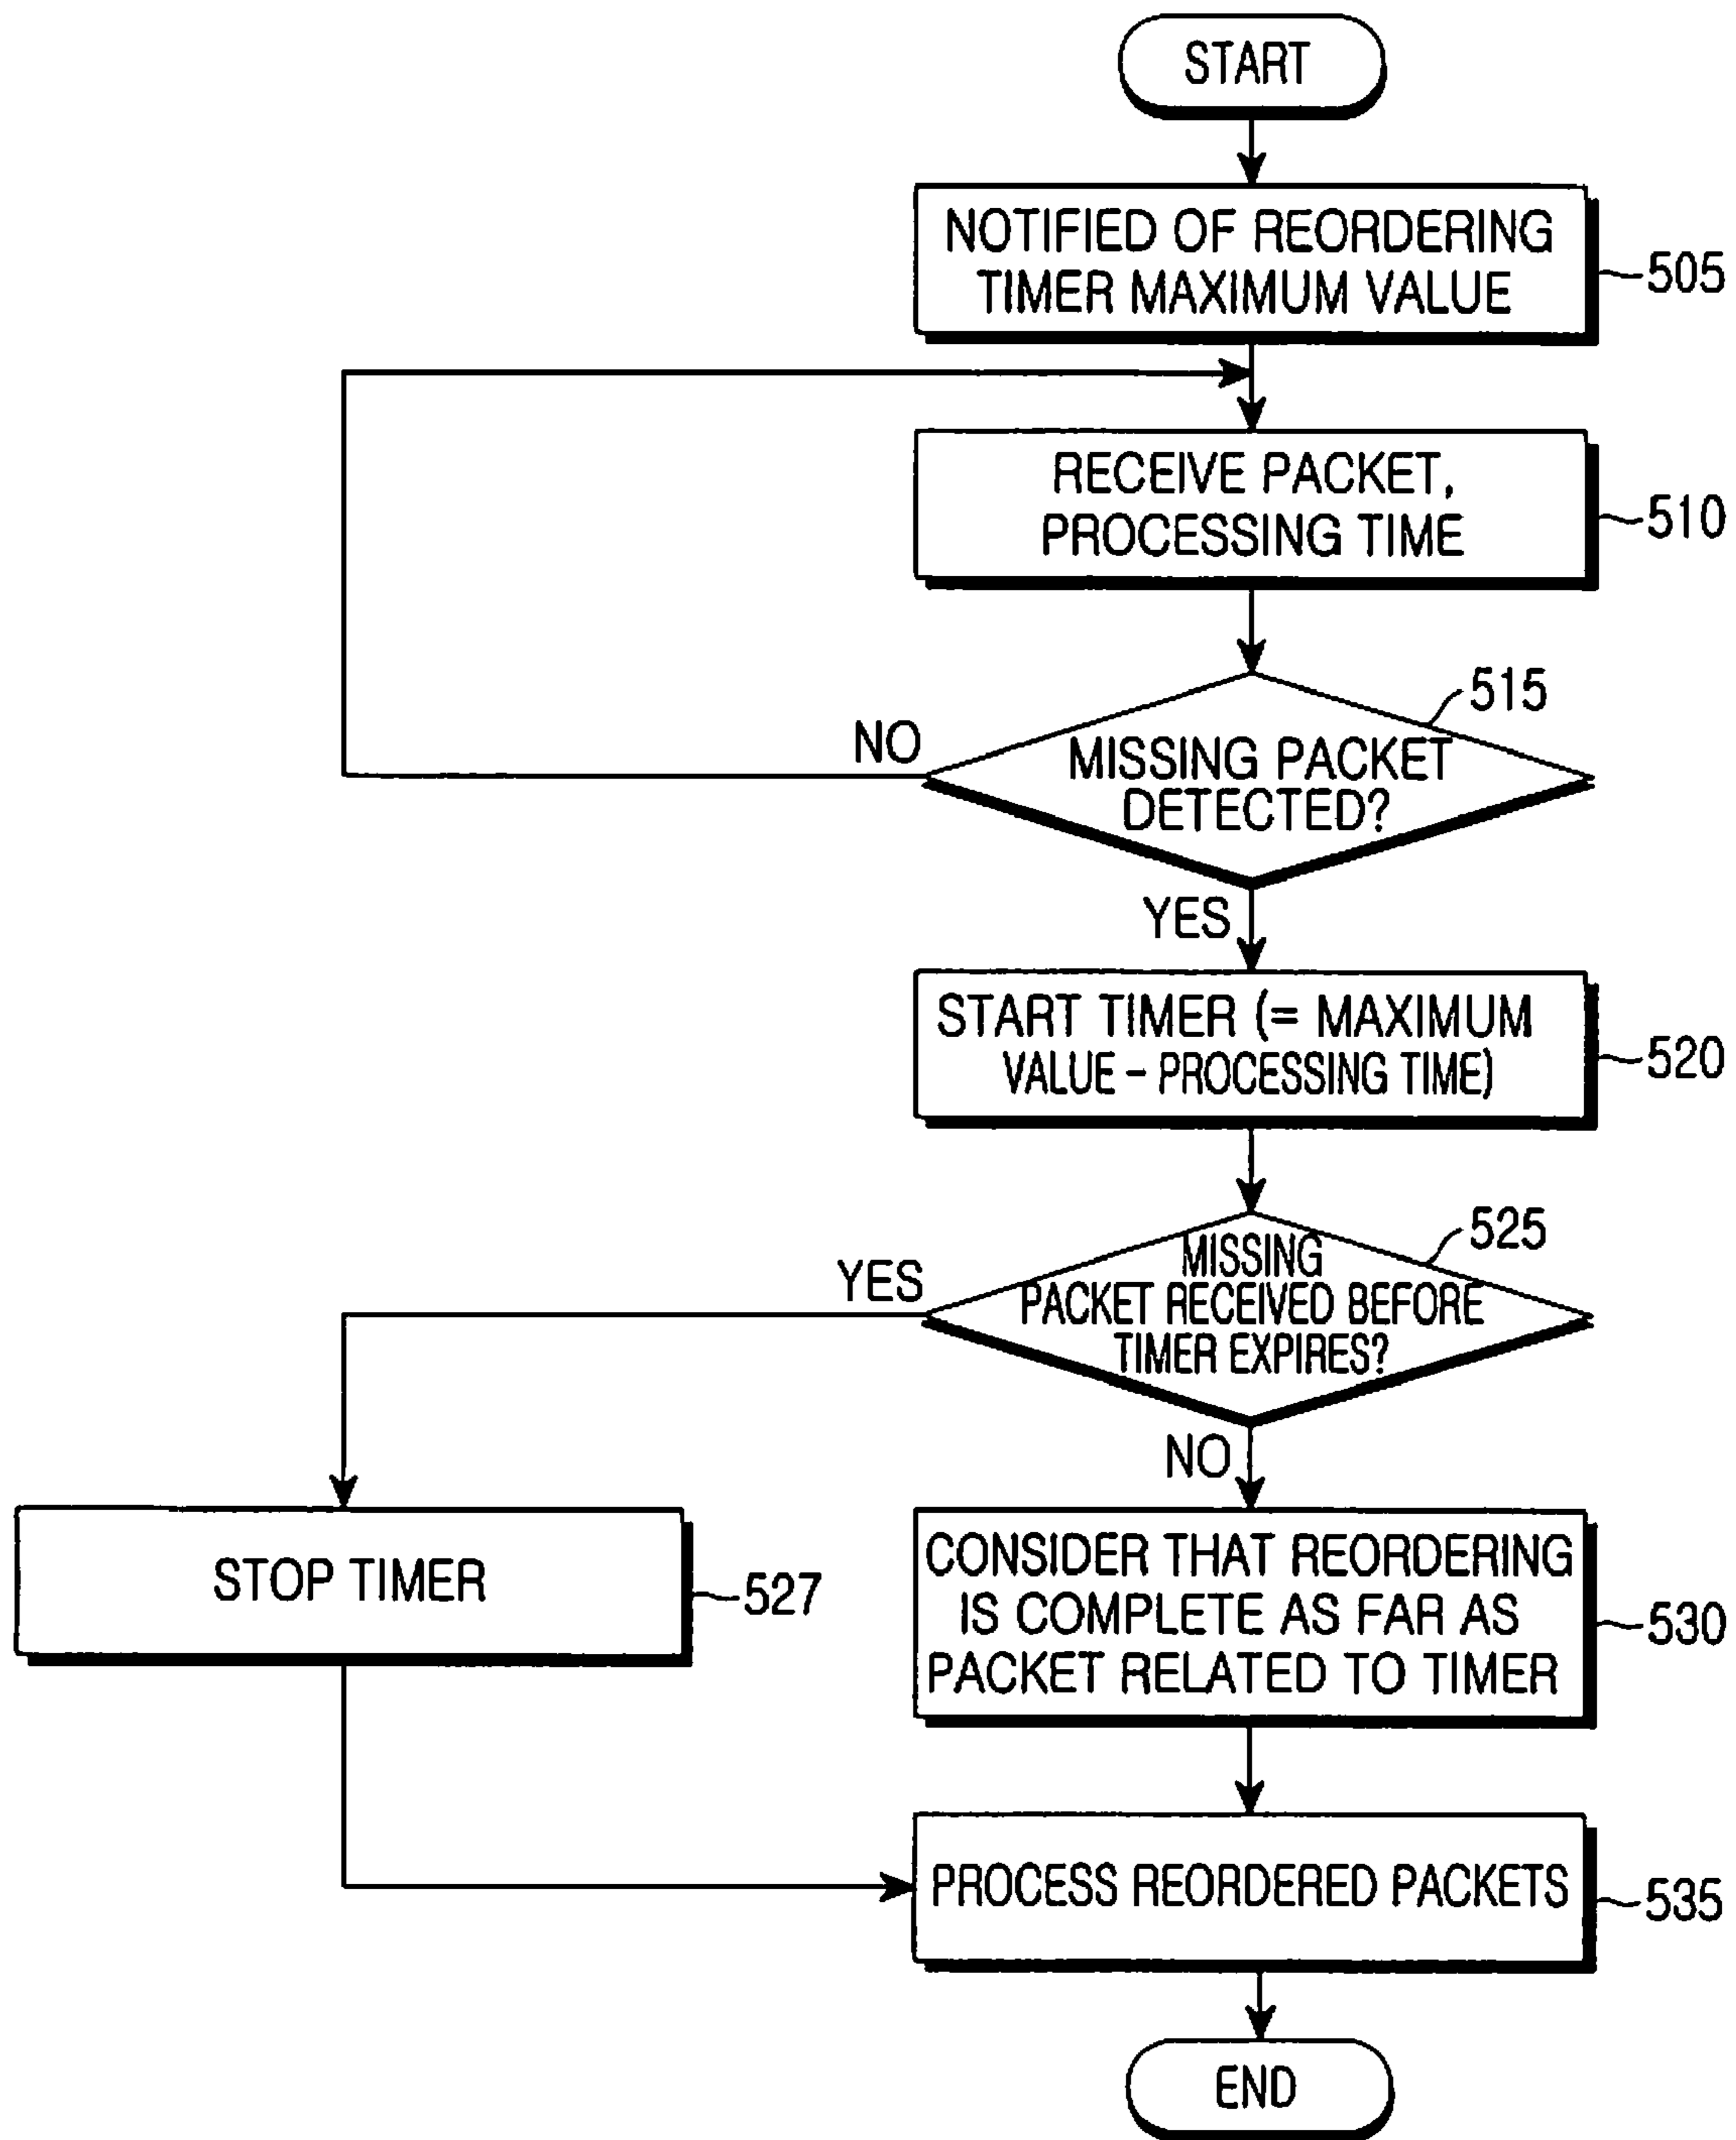 START
NOTIFIED OF REORDERING
TIMER MAXIMUM VALUE
505
RECEIVE PACKET,
PROCESSING TIME
510
515
NO
MISSING PACKET
DETECTED?
YES
START TIMER (= MAXIMUM
VALUE – PROCESSING TIME)
520
525
YES
MISSING
PACKET RECEIVED BEFORE
TIMER EXPIRES?
NO
STOP TIMER
527
CONSIDER THAT REORDERING
IS COMPLETE AS FAR AS
PACKET RELATED TO TIMER
530
PROCESS REORDERED PACKETS
535
END